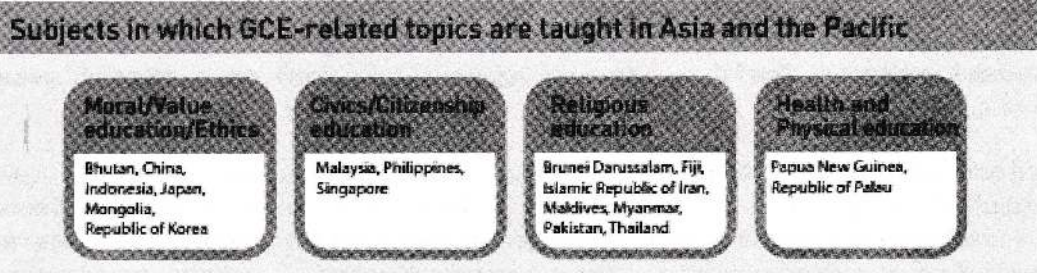 Subjects in which GCE-related topics are taught in Asia and the Pacific
Moral/Value
education/Ethics
Bhutan, China,
Indonesia, Japan,
Mongolia,
Republic of Korea
Civics/Citizenship
education
Malaysia, Philippines,
Singapore
Religious
education
Brunei Darussalam, Fiji,
Islamic Republic of Iran,
Maldives, Myanmar,
Pakistan, Thailand
Health and
Physical education
Papua New Guinea,
Republic of Palau